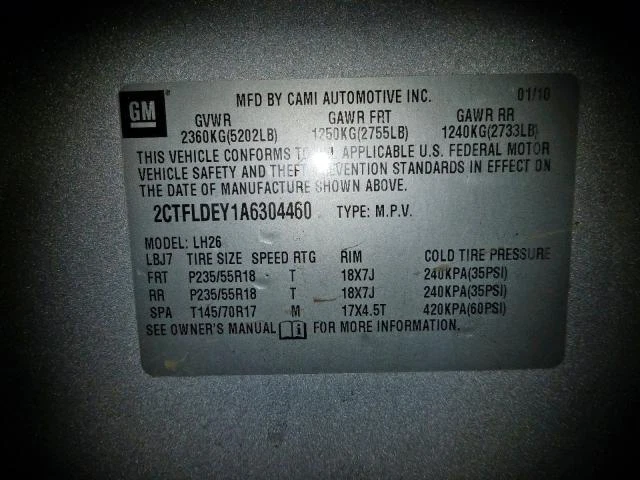 GM
MFD BY CAMI AUTOMOTIVE INC. 01/10
GVWR GAWR FRT GAWR RR
2360KG(5202LB) 1250KG(2755LB) 1240KG(2733LB)
THIS VEHICLE CONFORMS TO ALL APPLICABLE U.S. FEDERAL MOTOR
VEHICLE SAFETY AND THEFT PREVENTION STANDARDS IN EFFECT ON
THE DATE OF MANUFACTURE SHOWN ABOVE.
2CTFLDEY1A6304460 TYPE: M.P.V.
MODEL: LH26
LBJ7 TIRE SIZE SPEED RTG RIM COLD TIRE PRESSURE
FRT P235/55R18 T 18X7J 240KPA(35PSI)
RR P235/55R18 T 18X7J 240KPA(35PSI)
SPA T145/70R17 M 17X4.5T 420KPA(60PSI)
SEE OWNER'S MANUAL FOR MORE INFORMATION.